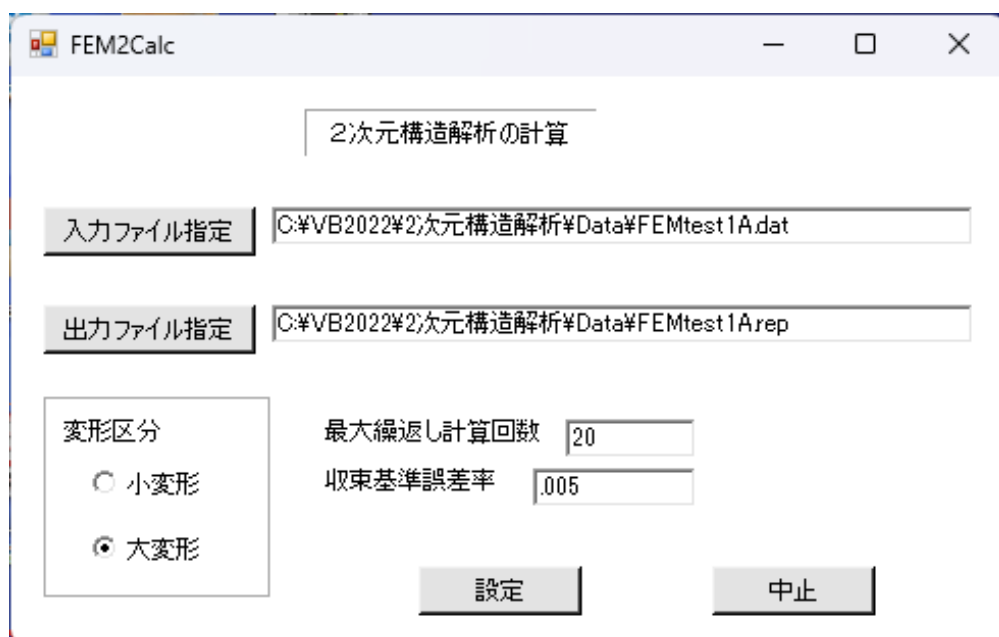 FEM2Calc
２次元構造解析の計算
入力ファイル指定 C:¥VB2022¥2次元構造解析¥Data¥FEMtest1A.dat
出力ファイル指定 C:¥VB2022¥2次元構造解析¥Data¥FEMtest1A.rep
変形区分
小変形
大変形
最大繰返し計算回数 20
収束基準誤差率 .005
設定 中止